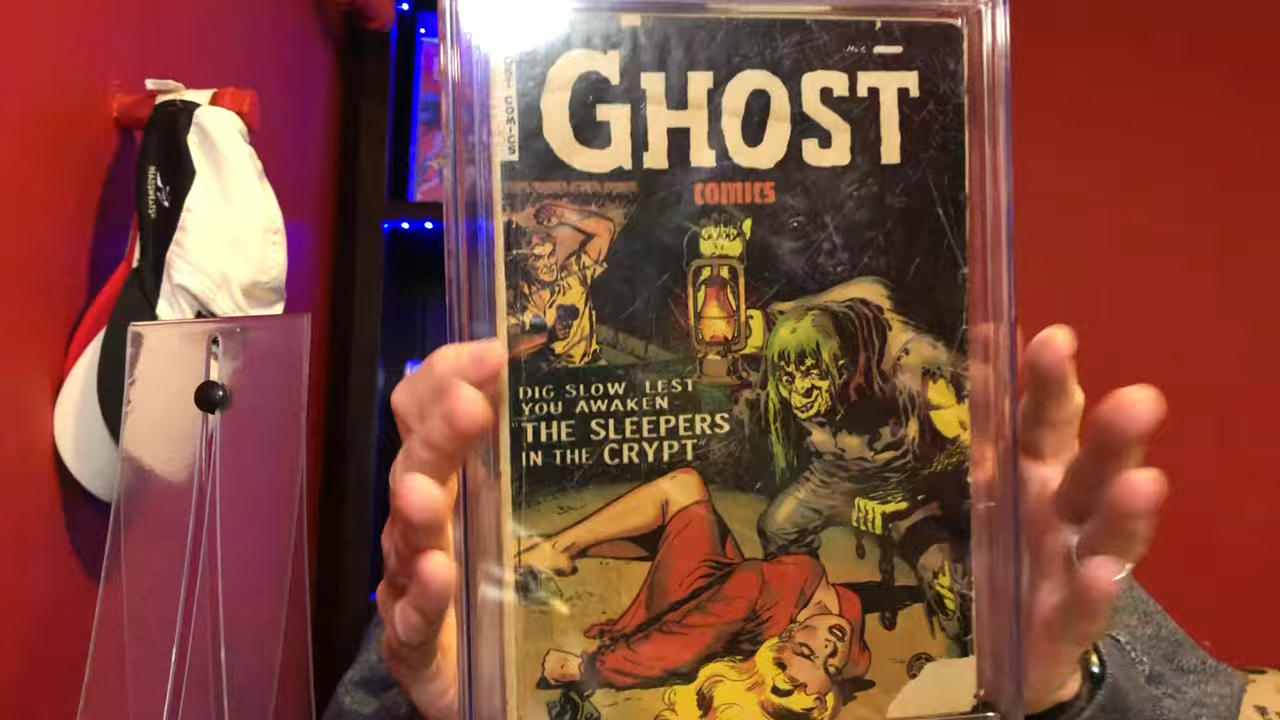 GHOST
COMICS
DIG SLOW, LEST
YOU AWAKEN
"THE SLEEPERS
IN THE CRYPT"